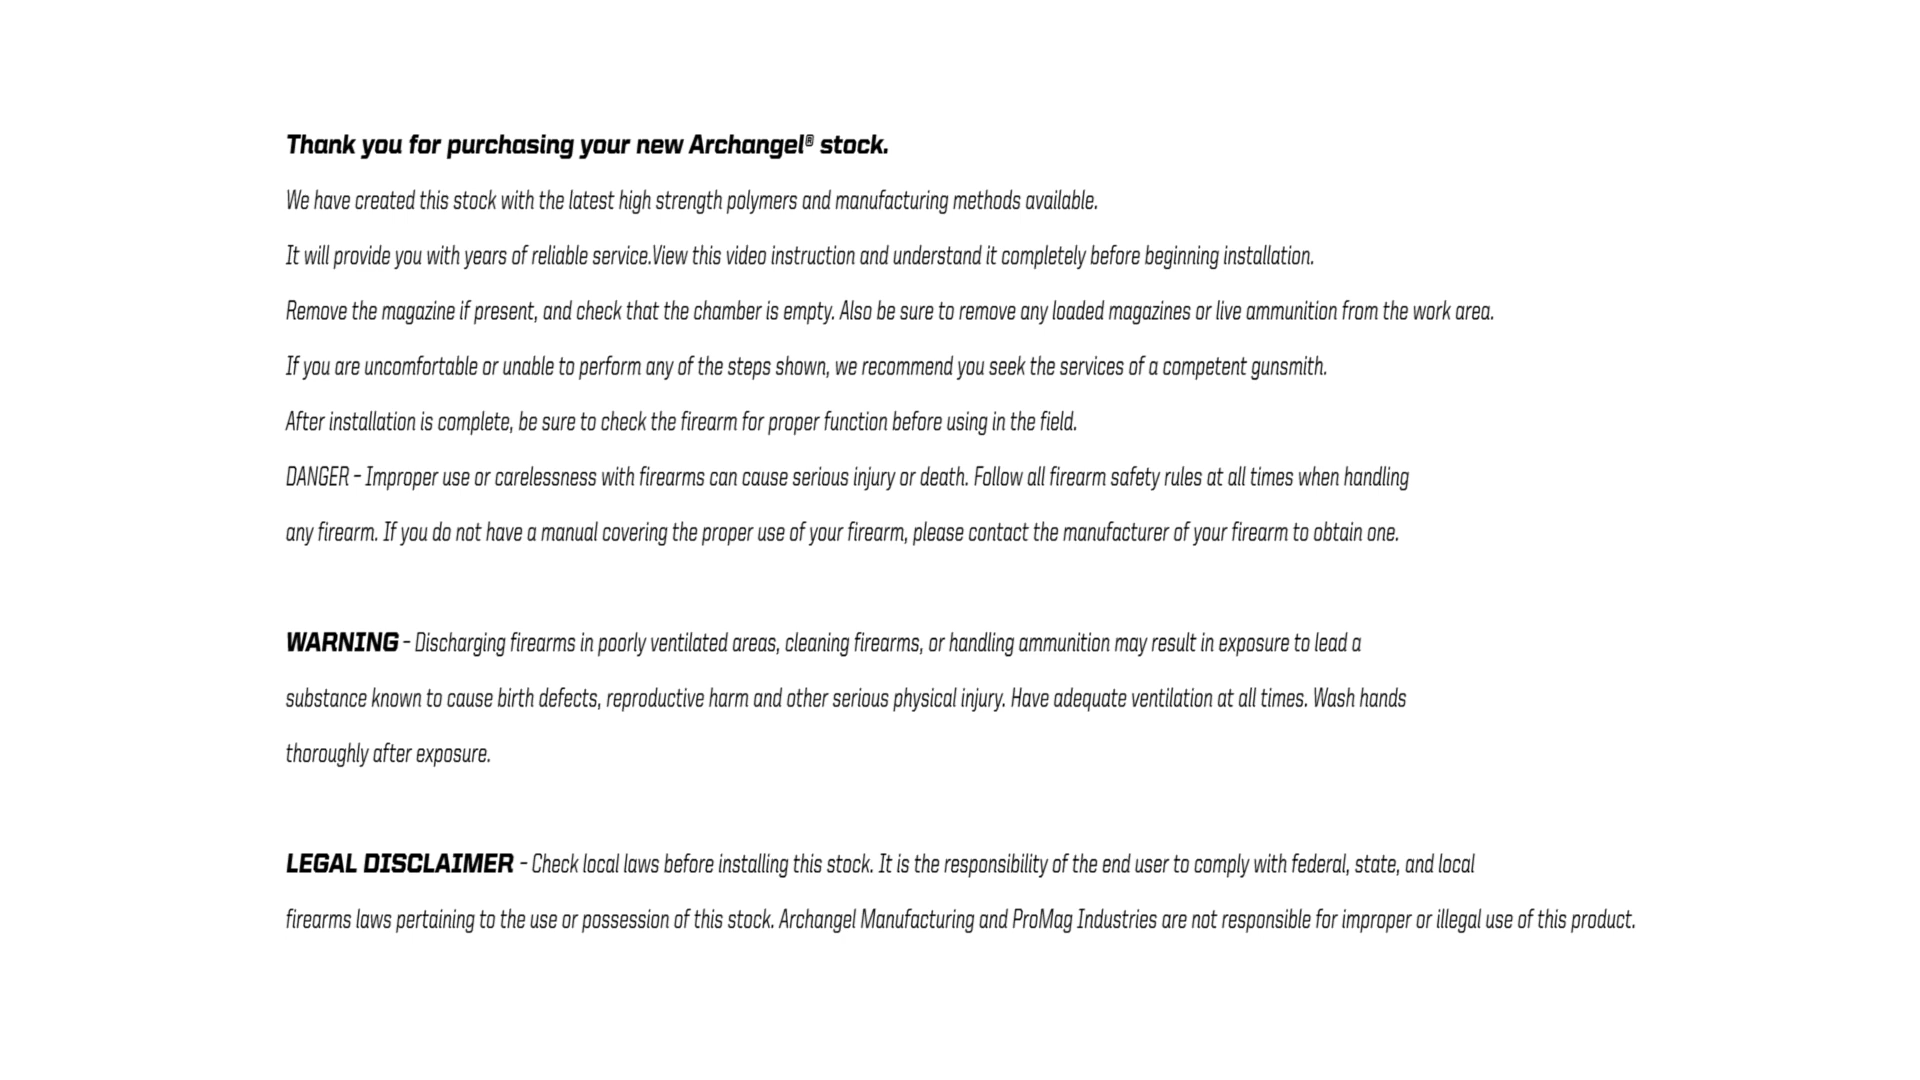 Thank you for purchasing your new Archangel® stock.
We have created this stock with the latest high strength polymers and manufacturing methods available.
It will provide you with years of reliable service.View this video instruction and understand it completely before beginning installation.
Remove the magazine if present, and check that the chamber is empty. Also be sure to remove any loaded magazines or live ammunition from the work area.
If you are uncomfortable or unable to perform any of the steps shown, we recommend you seek the services of a competent gunsmith.
After installation is complete, be sure to check the firearm for proper function before using in the field.
DANGER - Improper use or carelessness with firearms can cause serious injury or death. Follow all firearm safety rules at all times when handling
any firearm. If you do not have a manual covering the proper use of your firearm, please contact the manufacturer of your firearm to obtain one.
WARNING - Discharging firearms in poorly ventilated areas, cleaning firearms, or handling ammunition may result in exposure to lead a
substance known to cause birth defects, reproductive harm and other serious physical injury. Have adequate ventilation at all times. Wash hands
thoroughly after exposure.
LEGAL DISCLAIMER - Check local laws before installing this stock. It is the responsibility of the end user to comply with federal, state, and local
firearms laws pertaining to the use or possession of this stock. Archangel Manufacturing and ProMag Industries are not responsible for improper or illegal use of this product.